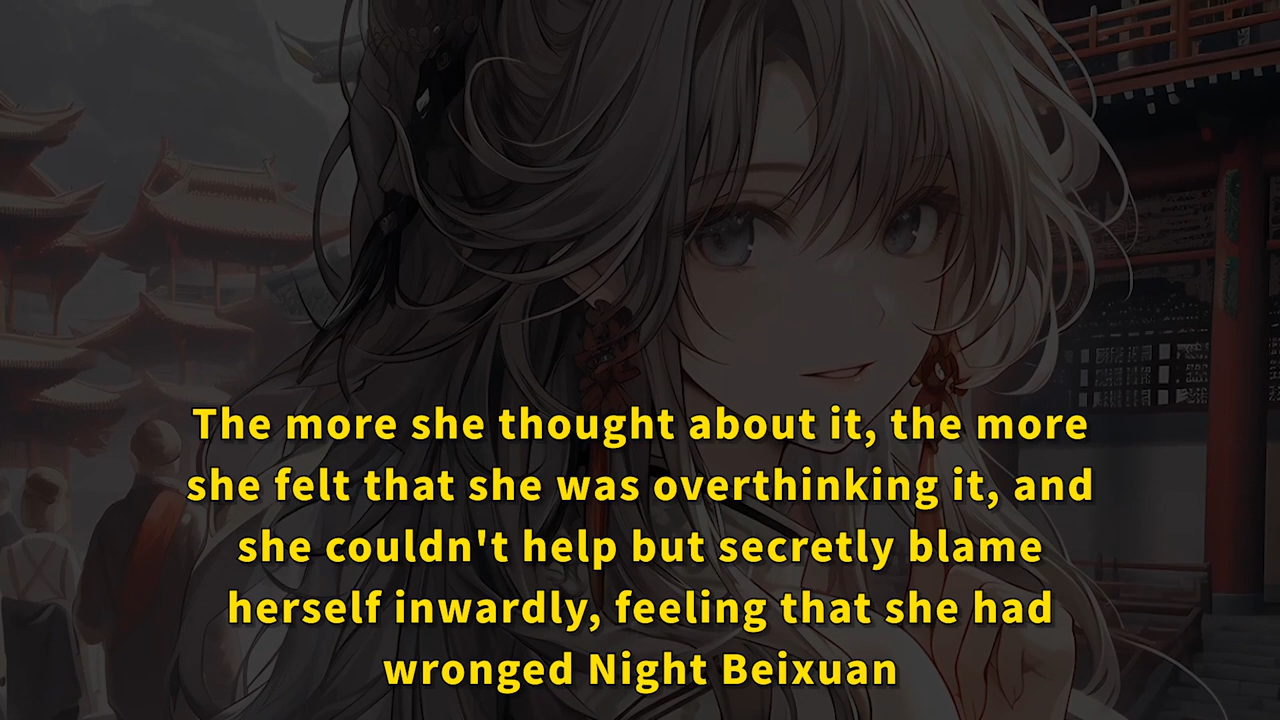 The more she thought about it, the more
she felt that she was overthinking it, and
she couldn't help but secretly blame
herself inwardly, feeling that she had
wronged Night Beixuan